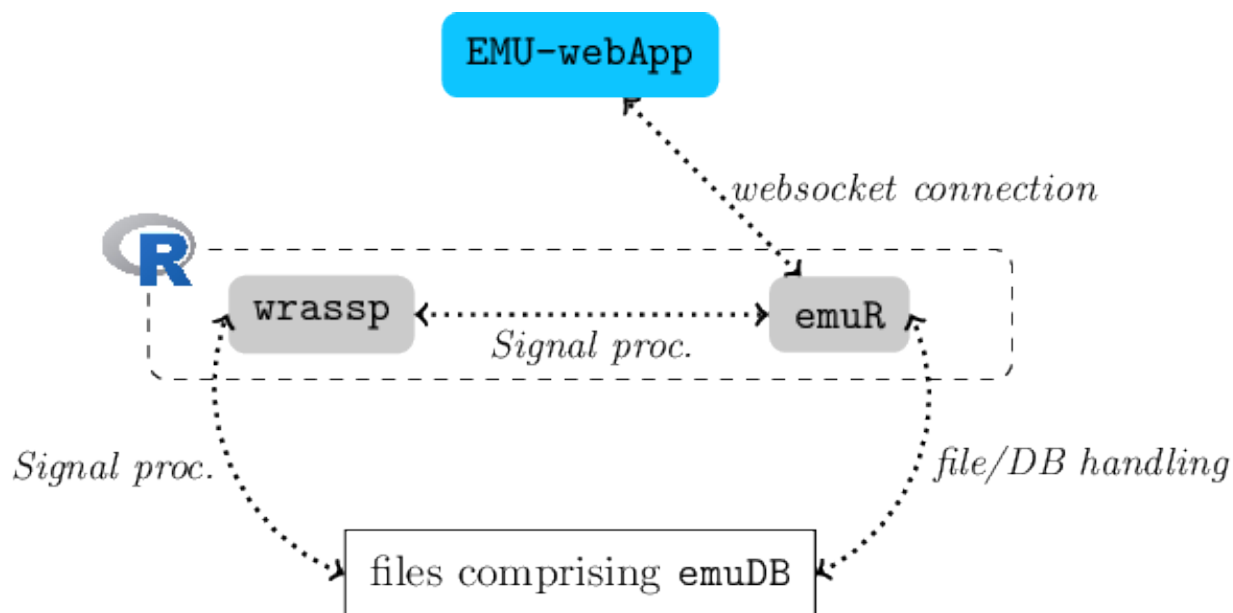 EMU-webApp
websocket connection
R
wrassp
emuR
Signal proc.
Signal proc.
file/DB handling
files comprising emuDB